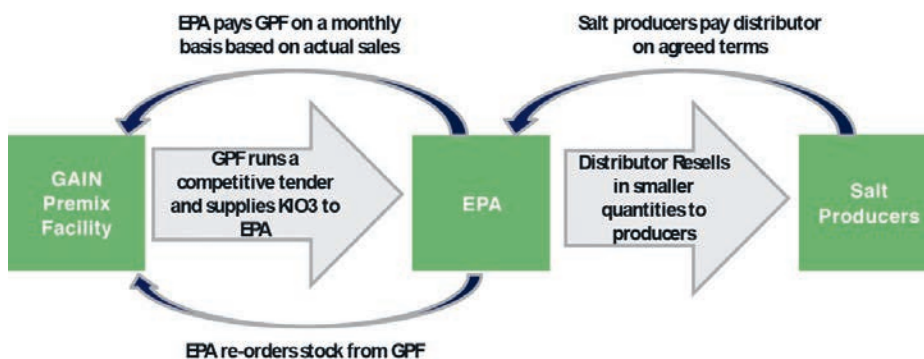 EPA pays GPF on a monthly
basis based on actual sales
Salt producers pay distributor
on agreed terms
GAIN
Premix
Facility
GPF runs a
competitive tender
and supplies KIO3 to
EPA
EPA
Distributor Resells
in smaller
quantities to
producers
Salt
Producers
EPA re-orders stock from GPF